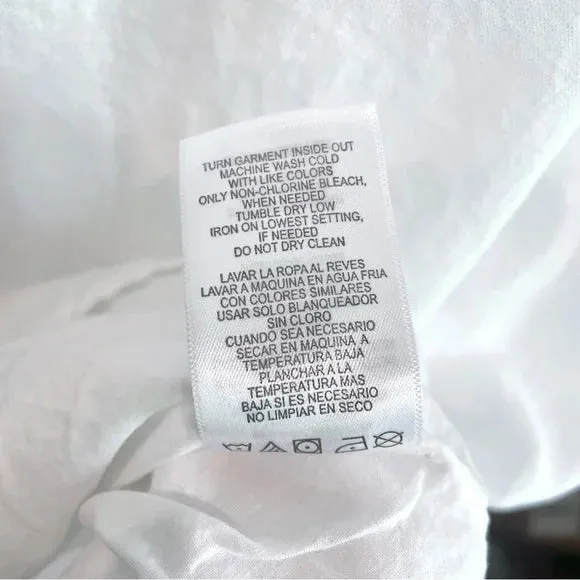 TURN GARMENT INSIDE OUT
MACHINE WASH COLD
WITH LIKE COLORS
ONLY NON-CHLORINE BLEACH,
WHEN NEEDED
TUMBLE DRY LOW
IRON ON LOWEST SETTING,
IF NEEDED
DO NOT DRY CLEAN
LAVAR LA ROPA AL REVES
LAVAR A MAQUINA EN AGUA FRIA
CON COLORES SIMILARES
USAR SOLO BLANQUEADOR
SIN CLORO
CUANDO SEA NECESARIO
SECAR EN MAQUINA A
TEMPERATURA BAJA
PLANCHAR A LA
TEMPERATURA MAS
BAJA SI ES NECESARIO
NO LIMPIAR EN SECO